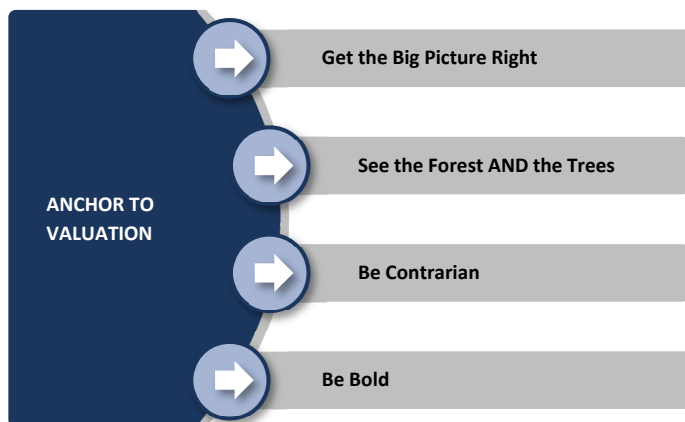 Get the Big Picture Right
See the Forest AND the Trees
ANCHOR TO
VALUATION
Be Contrarian
Be Bold